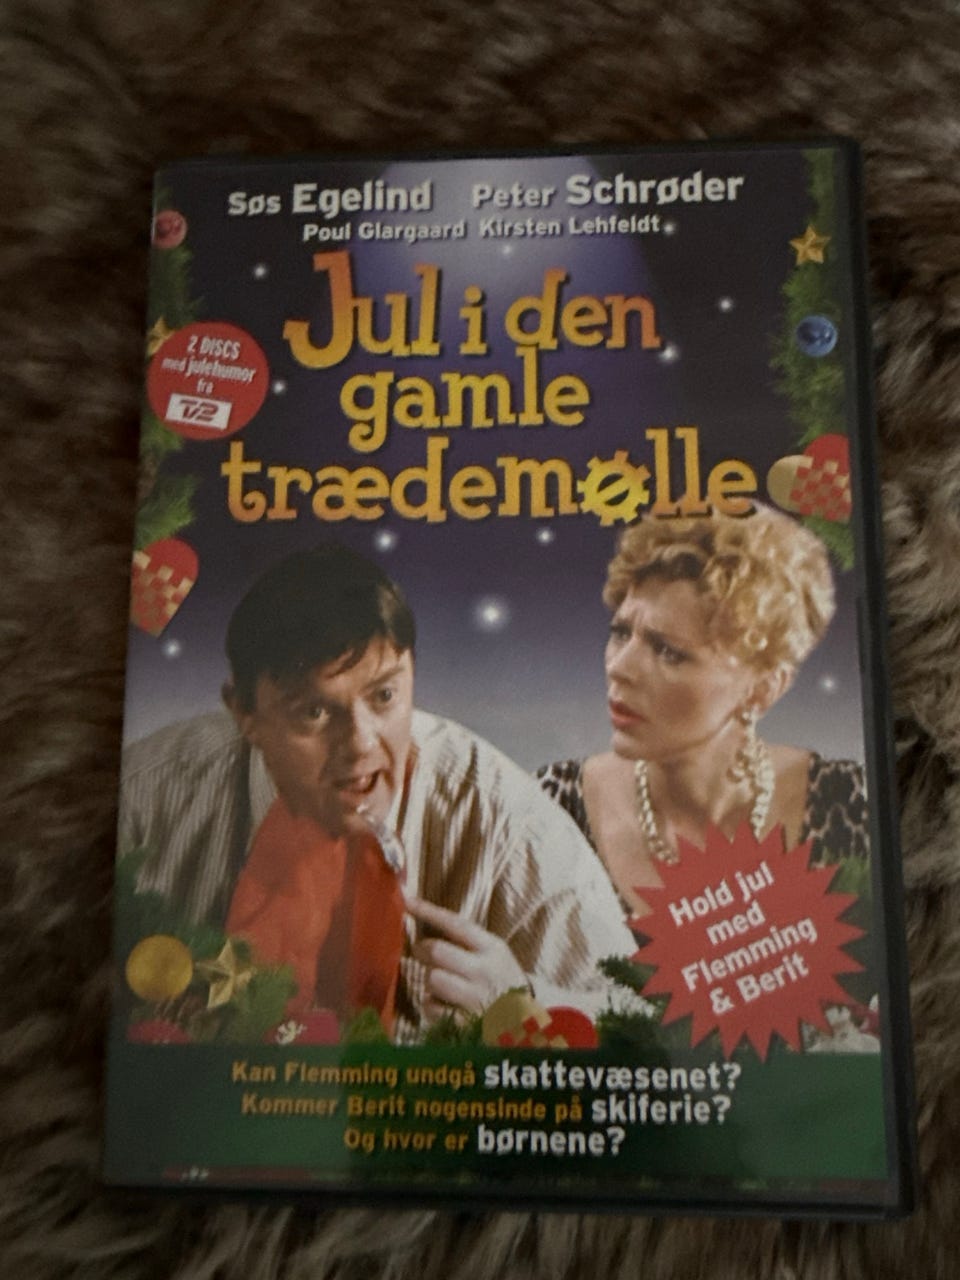 Søs Egelind Peter Schrøder
Poul Glargaard Kirsten Lehfeldt
Jul i den
gamle
trædemølle
2 DISCS
med julehumor
fra
TV2
Hold jul
med
Flemming
& Berit
Kan Flemming undgå skattevæsenet?
Kommer Berit nogensinde på skiferie?
Og hvor er børnene?